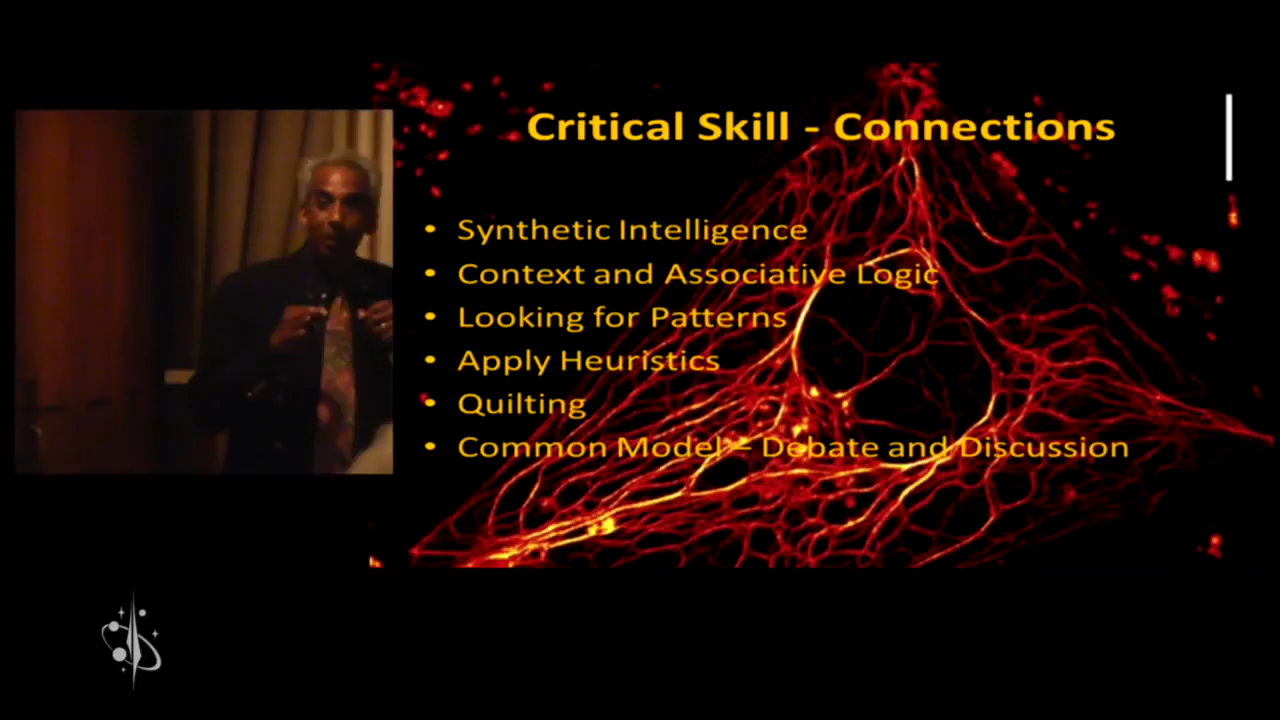 Critical Skill - Connections
• Synthetic Intelligence
• Context and Associative Logic
• Looking for Patterns
• Apply Heuristics
• Quilting
• Common Model – Debate and Discussion